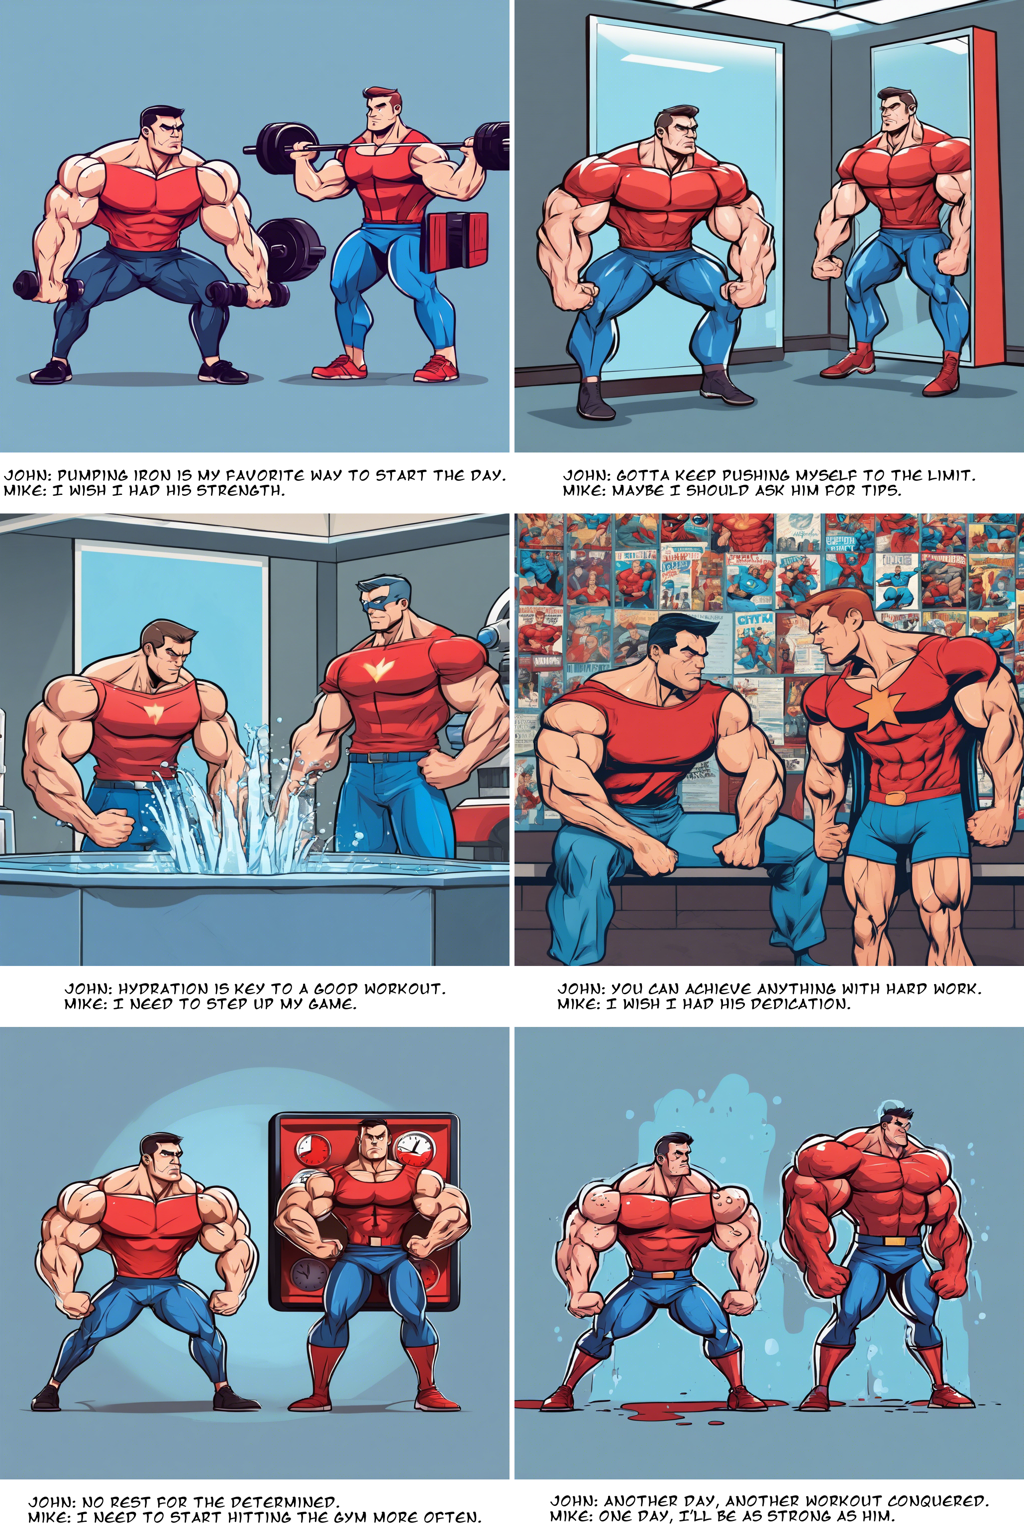 JOHN: PUMPING IRON IS MY FAVORITE WAY TO START THE DAY.
MIKE: I WISH I HAD HIS STRENGTH.
JOHN: GOTTA KEEP PUSHING MYSELF TO THE LIMIT.
MIKE: MAYBE I SHOULD ASK HIM FOR TIPS.
JOHN: HYDRATION IS KEY TO A GOOD WORKOUT.
MIKE: I NEED TO STEP UP MY GAME.
JOHN: YOU CAN ACHIEVE ANYTHING WITH HARD WORK.
MIKE: I WISH I HAD HIS DEDICATION.
JOHN: NO REST FOR THE DETERMINED.
MIKE: I NEED TO START HITTING THE GYM MORE OFTEN.
JOHN: ANOTHER DAY, ANOTHER WORKOUT CONQUERED.
MIKE: ONE DAY, I'LL BE AS STRONG AS HIM.